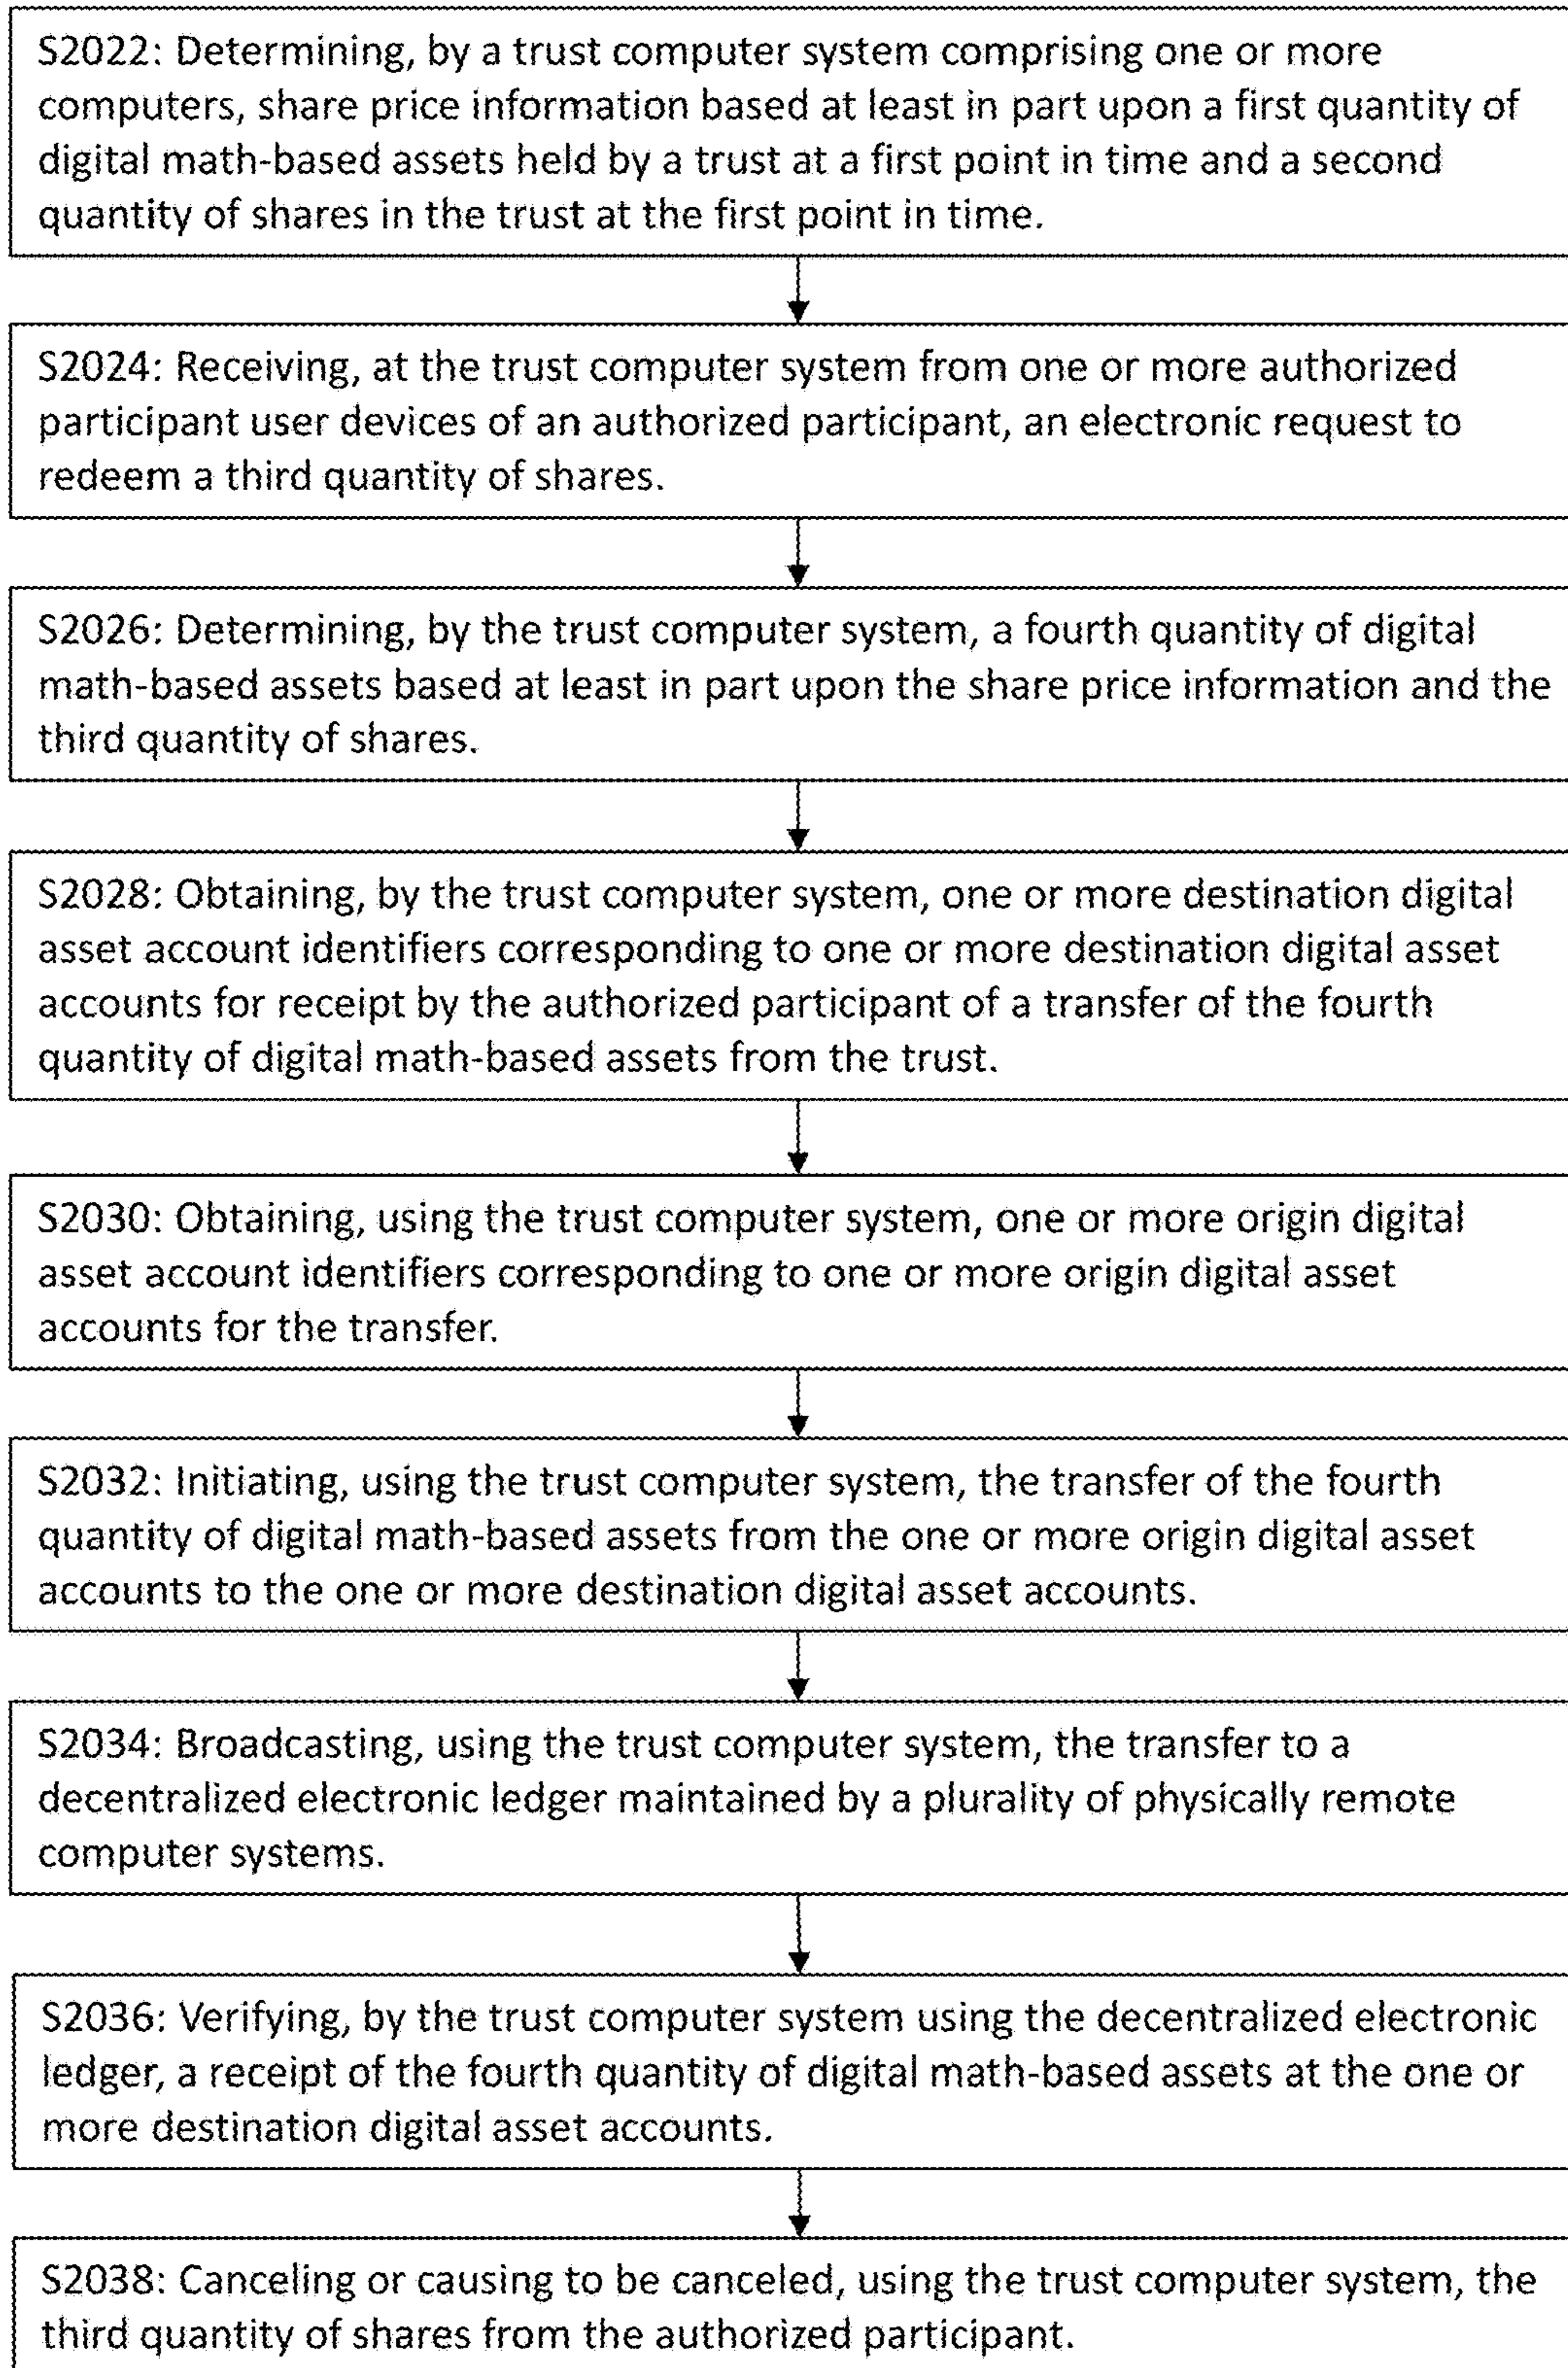 S2022: Determining, by a trust computer system comprising one or more
computers, share price information based at least in part upon a first quantity of
digital math-based assets held by a trust at a first point in time and a second
quantity of shares in the trust at the first point in time.
S2024: Receiving, at the trust computer system from one or more authorized
participant user devices of an authorized participant, an electronic request to
redeem a third quantity of shares.
S2026: Determining, by the trust computer system, a fourth quantity of digital
math-based assets based at least in part upon the share price information and the
third quantity of shares.
S2028: Obtaining, by the trust computer system, one or more destination digital
asset account identifiers corresponding to one or more destination digital asset
accounts for receipt by the authorized participant of a transfer of the fourth
quantity of digital math-based assets from the trust.
S2030: Obtaining, using the trust computer system, one or more origin digital
asset account identifiers corresponding to one or more origin digital asset
accounts for the transfer.
S2032: Initiating, using the trust computer system, the transfer of the fourth
quantity of digital math-based assets from the one or more origin digital asset
accounts to the one or more destination digital asset accounts.
S2034: Broadcasting, using the trust computer system, the transfer to a
decentralized electronic ledger maintained by a plurality of physically remote
computer systems.
S2036: Verifying, by the trust computer system using the decentralized electronic
ledger, a receipt of the fourth quantity of digital math-based assets at the one or
more destination digital asset accounts.
S2038: Canceling or causing to be canceled, using the trust computer system, the
third quantity of shares from the authorized participant.